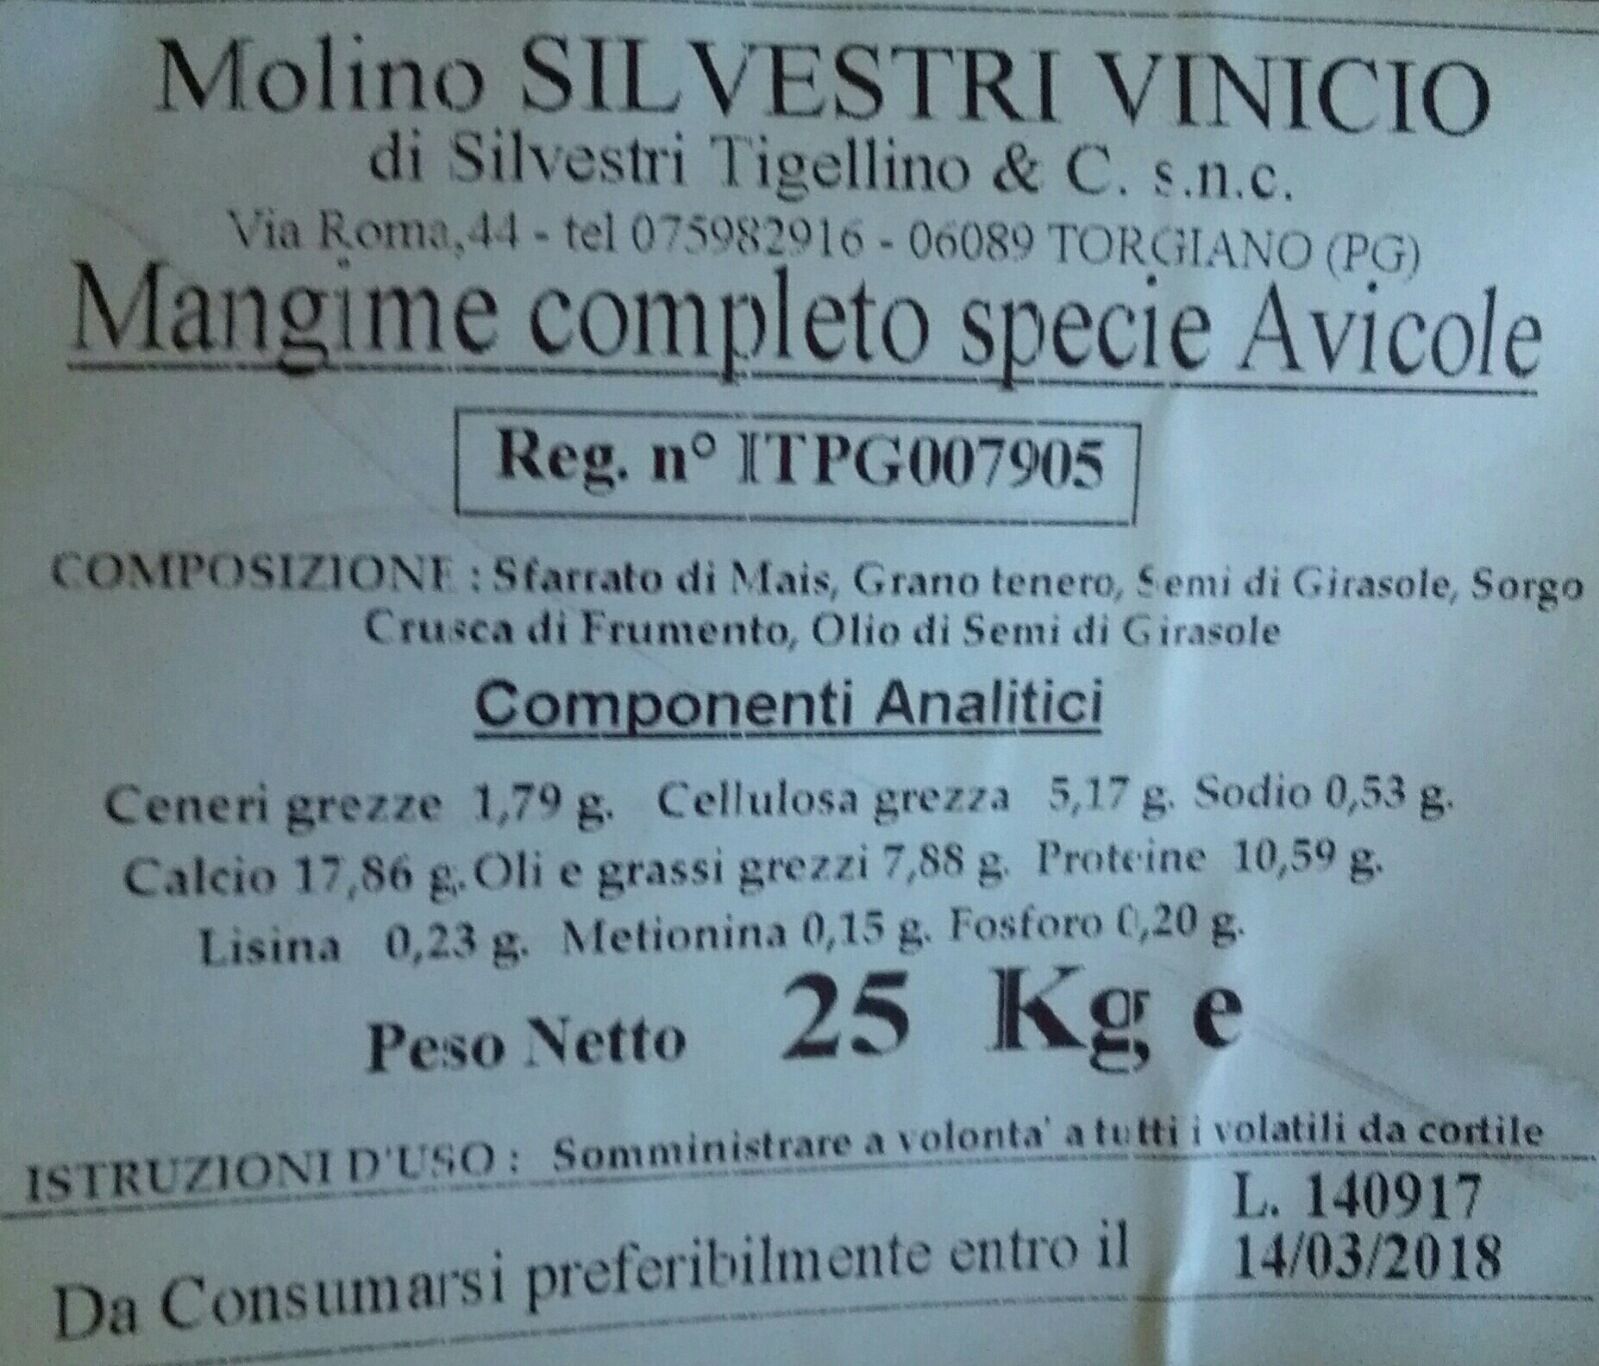 Molino SILVESTRI VINICIO
di Silvestri Tigellino & C. s.n.c.
Via Roma,44 - tel 075982916 - 06089 TORGIANO (PG)
Mangime completo specie Avicole
Reg. n° ITPG007905
COMPOSIZIONE : Sfarrato di Mais, Grano tenero, Semi di Girasole, Sorgo
Crusca di Frumento, Olio di Semi di Girasole
Componenti Analitici
Ceneri grezze 1,79 g. Cellulosa grezza 5,17 g. Sodio 0,53 g.
Calcio 17,86 g. Oli e grassi grezzi 7,88 g. Proteine 10,59 g.
Lisina 0,23 g. Metionina 0,15 g. Fosforo 0,20 g.
Peso Netto 25 Kg e
ISTRUZIONI D'USO : Somministrare a volonta' a tutti i volatili da cortile
L. 140917
Da Consumarsi preferibilmente entro il 14/03/2018